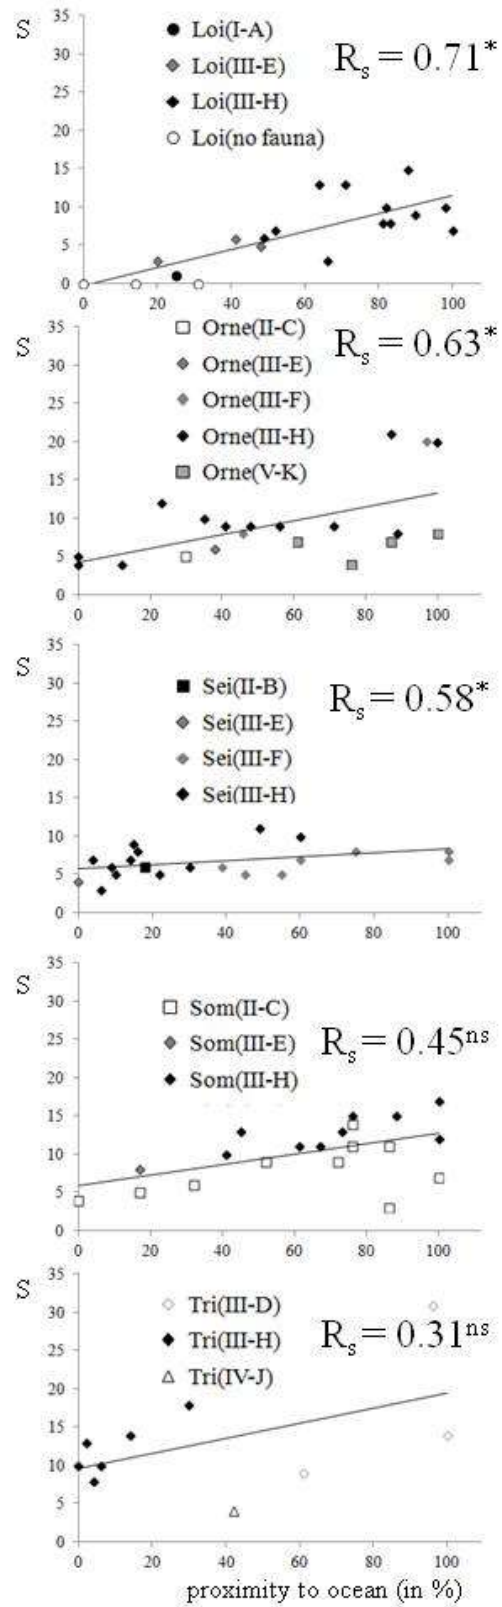 S
35
30
25
20
15
10
5
0
Loi(I-A)
Loi(III-E)
Loi(III-H)
Loi(no fauna)
Rs = 0.71*
0 20 40 60 80 100
S
35
30
25
20
15
10
5
0
Orne(II-C)
Orne(III-E)
Orne(III-F)
Orne(III-H)
Orne(V-K)
Rs = 0.63*
0 20 40 60 80 100
S
35
30
25
20
15
10
5
0
Sei(II-B)
Sei(III-E)
Sei(III-F)
Sei(III-H)
Rs = 0.58*
0 20 40 60 80 100
S
35
30
25
20
15
10
5
0
Som(II-C)
Som(III-E)
Som(III-H)
Rs = 0.45ns
0 20 40 60 80 100
S
35
30
25
20
15
10
5
0
Tri(III-D)
Tri(III-H)
Tri(IV-J)
Rs = 0.31ns
0 20 40 60 80 100
proximity to ocean (in %)